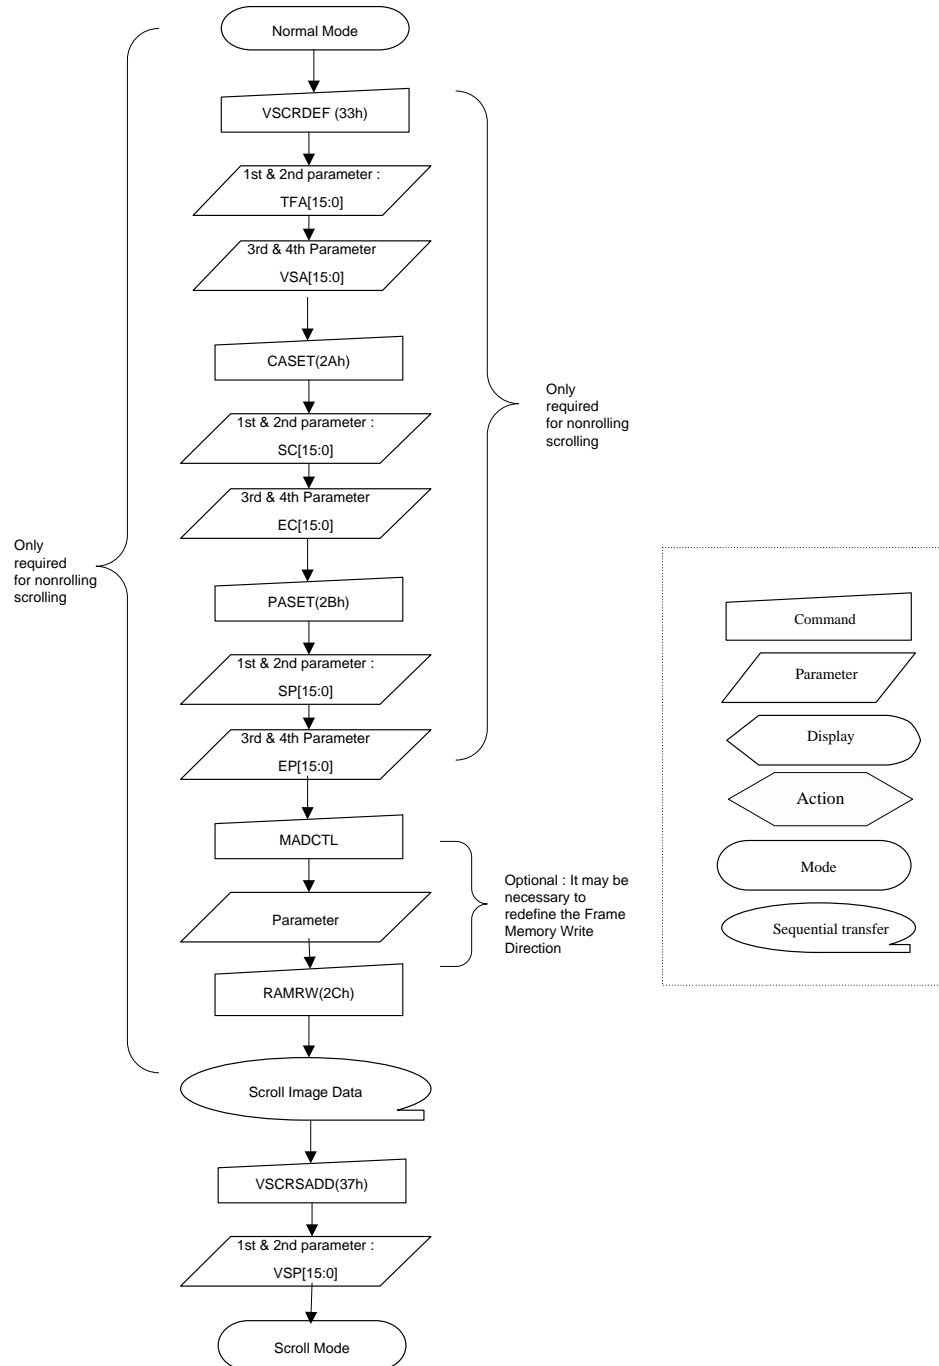 Normal Mode
VSCRDEF (33h)
1st & 2nd parameter :
TFA[15:0]
3rd & 4th Parameter
VSA[15:0]
CASET(2Ah)
1st & 2nd parameter :
SC[15:0]
3rd & 4th Parameter
EC[15:0]
PASET(2Bh)
1st & 2nd parameter :
SP[15:0]
3rd & 4th Parameter
EP[15:0]
MADCTL
Parameter
RAMRW(2Ch)
Scroll Image Data
VSCRSADD(37h)
1st & 2nd parameter :
VSP[15:0]
Scroll Mode
Only
required
for nonrolling
scrolling
Only
required
for nonrolling
scrolling
Optional : It may be
necessary to
redefine the Frame
Memory Write
Direction
Command
Parameter
Display
Action
Mode
Sequential transfer